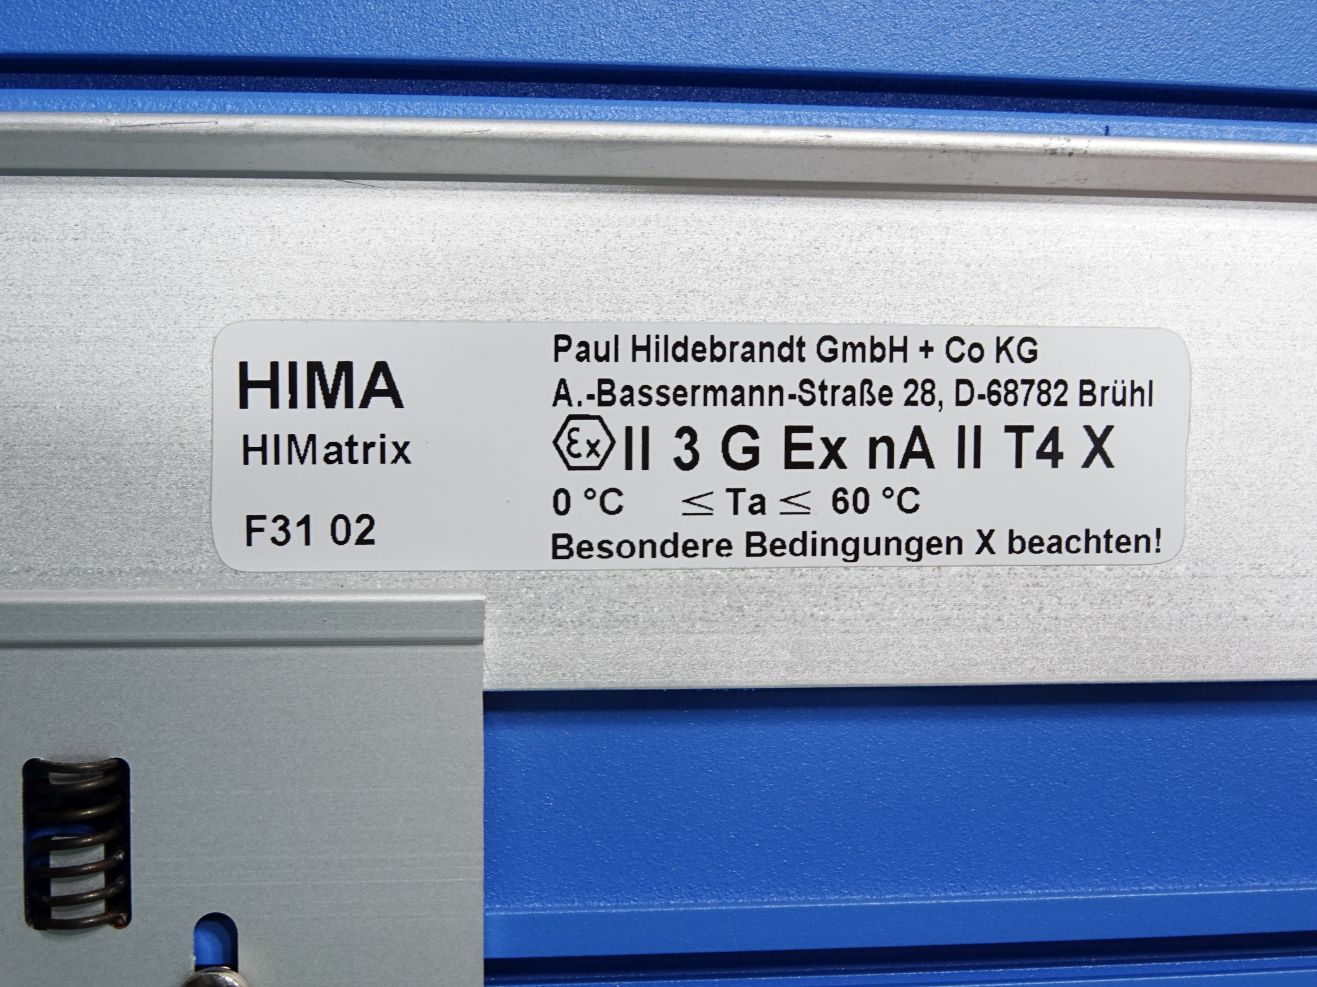 HIMA
HIMatrix
F31 02
Paul Hildebrandt GmbH + Co KG
A.-Bassermann-Straße 28, D-68782 Brühl
Ex II 3 G Ex nA II T4 X
0 °C ≤ Ta ≤ 60 °C
Besondere Bedingungen X beachten!